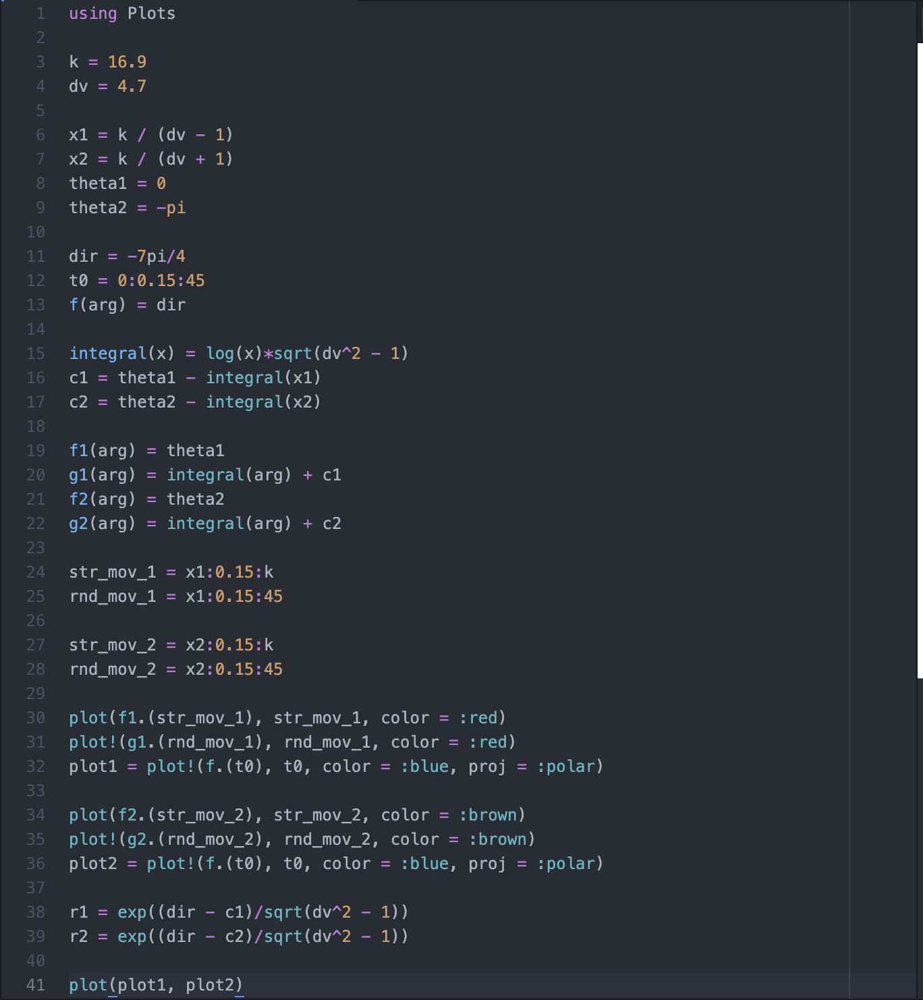 1 using Plots
2
3 k = 16.9
4 dv = 4.7
5
6 x1 = k / (dv - 1)
7 x2 = k / (dv + 1)
8 theta1 = 0
9 theta2 = -pi
10
11 dir = -7pi/4
12 t0 = 0:0.15:45
13 f(arg) = dir
14
15 integral(x) = log(x)*sqrt(dv^2 - 1)
16 c1 = theta1 - integral(x1)
17 c2 = theta2 - integral(x2)
18
19 f1(arg) = theta1
20 g1(arg) = integral(arg) + c1
21 f2(arg) = theta2
22 g2(arg) = integral(arg) + c2
23
24 str_mov_1 = x1:0.15:k
25 rnd_mov_1 = x1:0.15:45
26
27 str_mov_2 = x2:0.15:k
28 rnd_mov_2 = x2:0.15:45
29
30 plot(f1.(str_mov_1), str_mov_1, color = :red)
31 plot!(g1.(rnd_mov_1), rnd_mov_1, color = :red)
32 plot1 = plot!(f.(t0), t0, color = :blue, proj = :polar)
33
34 plot(f2.(str_mov_2), str_mov_2, color = :brown)
35 plot!(g2.(rnd_mov_2), rnd_mov_2, color = :brown)
36 plot2 = plot!(f.(t0), t0, color = :blue, proj = :polar)
37
38 r1 = exp((dir - c1)/sqrt(dv^2 - 1))
39 r2 = exp((dir - c2)/sqrt(dv^2 - 1))
40
41 plot(plot1, plot2)